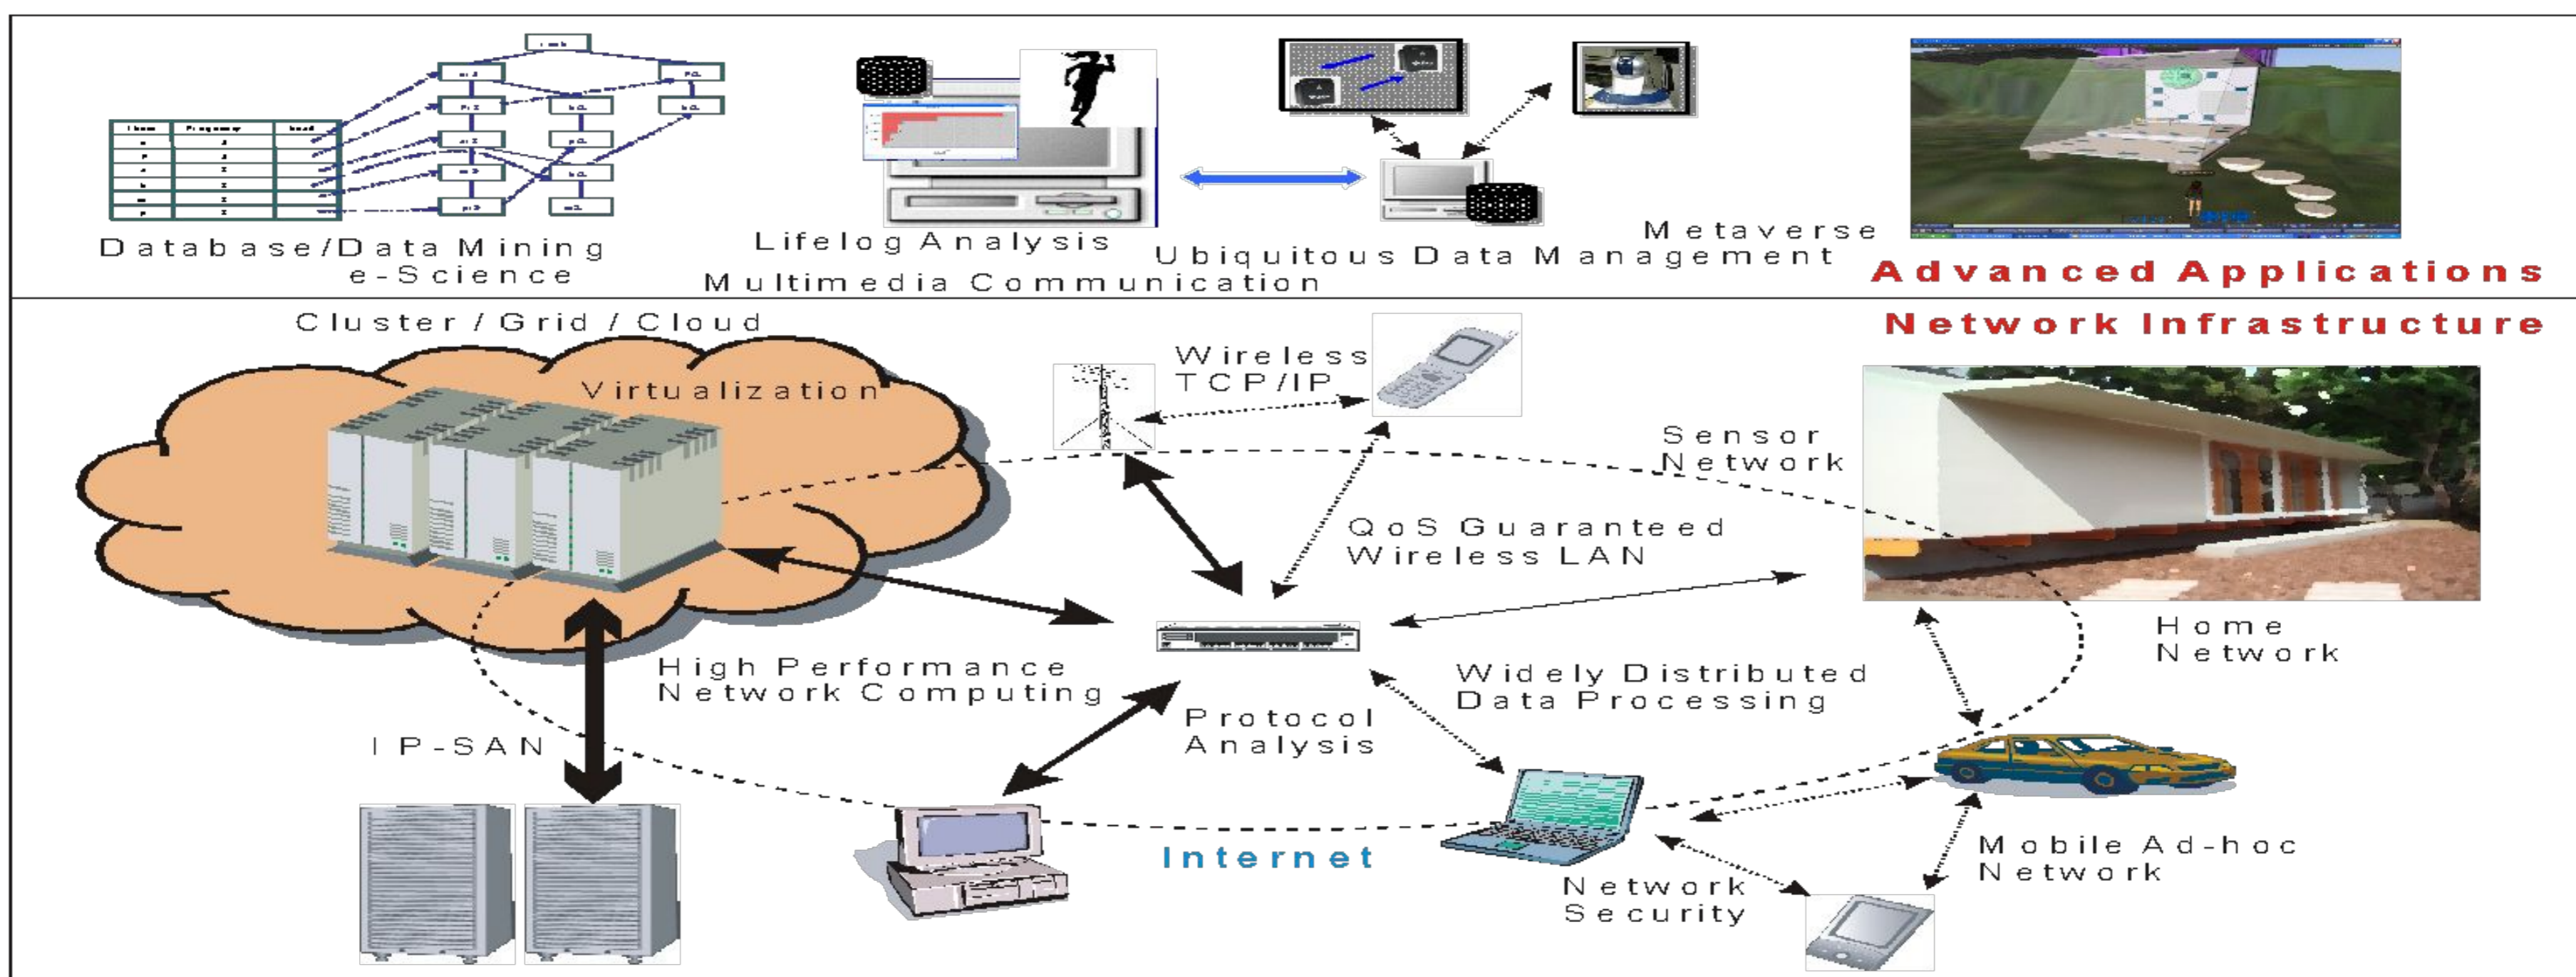 Database/Data Mining
e-Science
Lifelog Analysis
Multimedia Communication
Ubiquitous Data Management
Metaverse
Advanced Applications
Network Infrastructure
Cluster / Grid / Cloud
Virtualization
Wireless
TCP/IP
Sensor
Network
QoS Guaranteed
Wireless LAN
Home
Network
High Performance
Network Computing
Widely Distributed
Data Processing
Protocol
Analysis
IP-SAN
Internet
Mobile Ad-hoc
Network
Network
Security